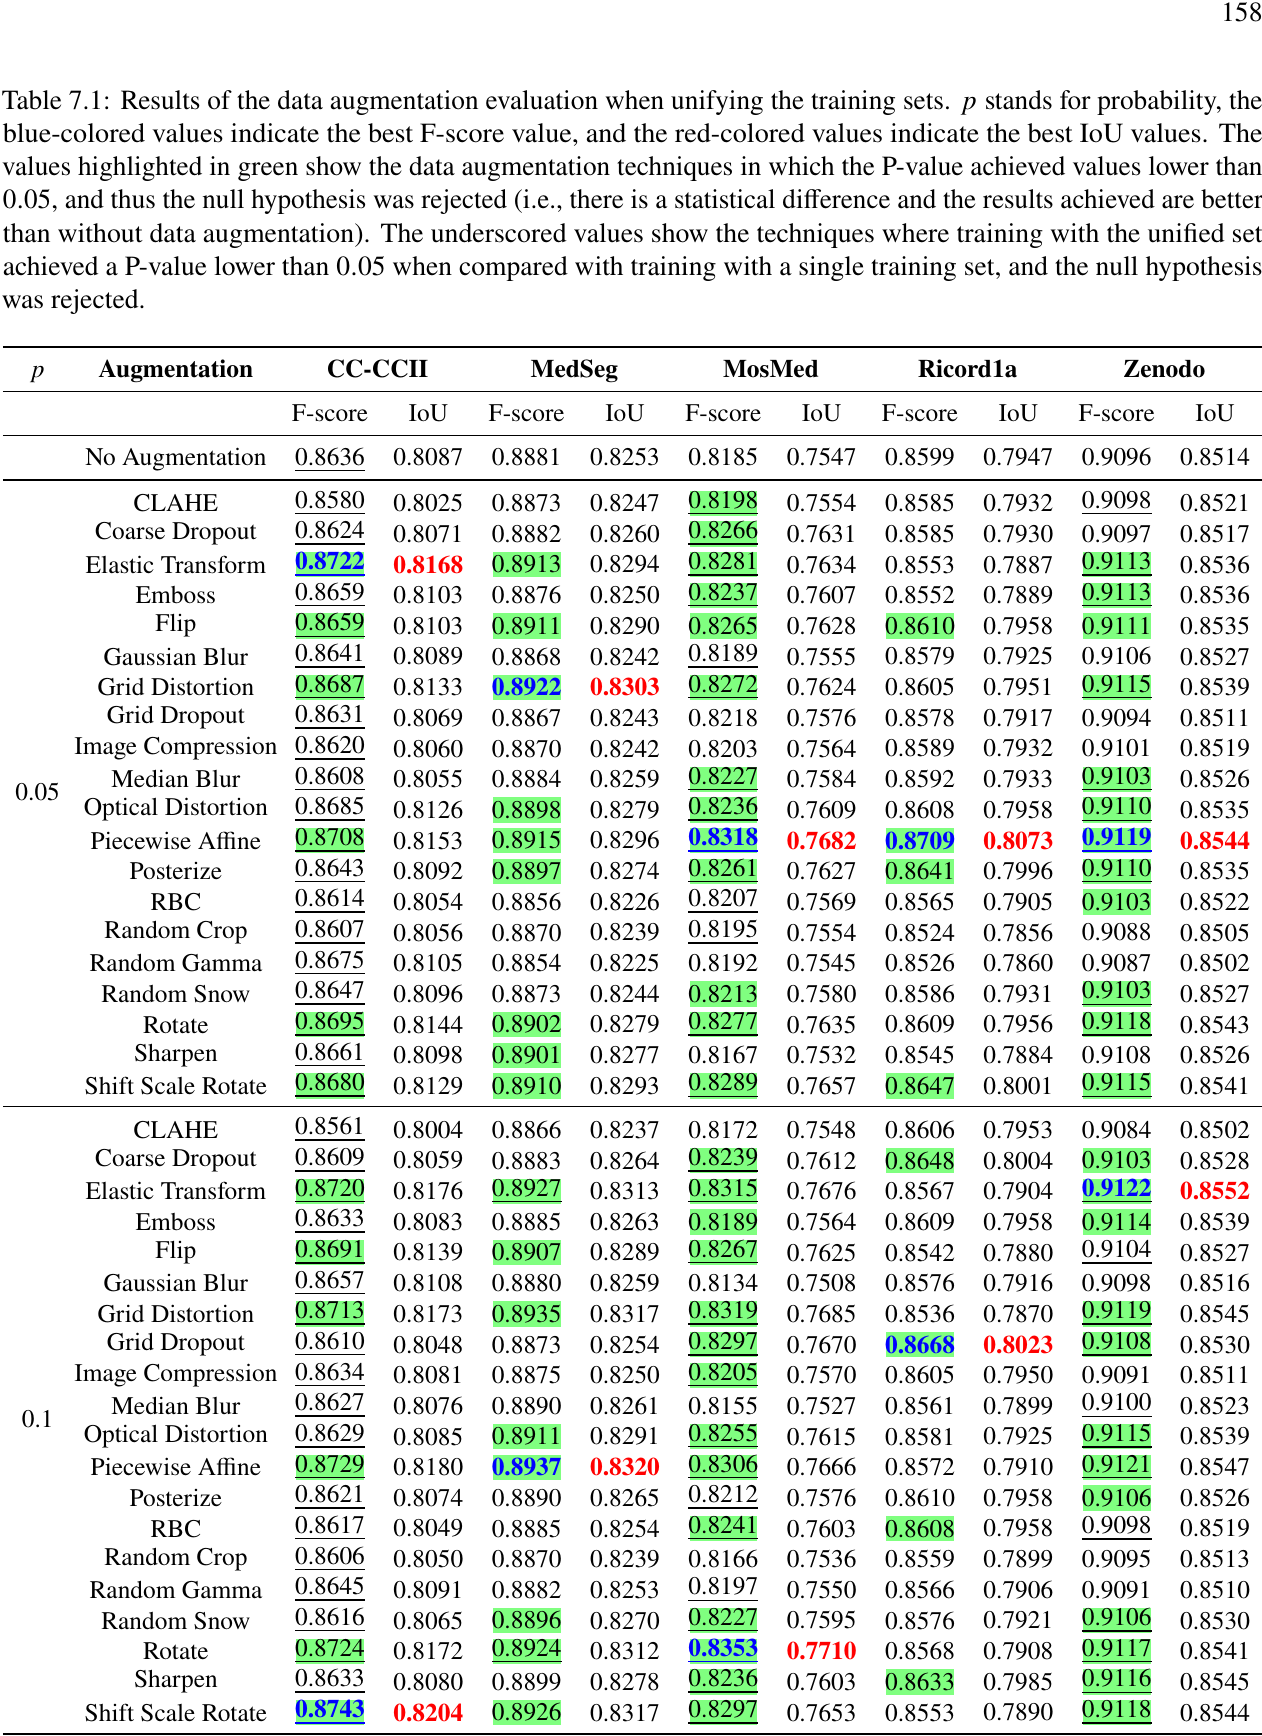 158
Table 7.1: Results of the data augmentation evaluation when unifying the training sets. p stands for probability, the
blue-colored values indicate the best F-score value, and the red-colored values indicate the best IoU values. The
values highlighted in green show the data augmentation techniques in which the P-value achieved values lower than
0.05, and thus the null hypothesis was rejected (i.e., there is a statistical difference and the results achieved are better
than without data augmentation). The underscored values show the techniques where training with the unified set
achieved a P-value lower than 0.05 when compared with training with a single training set, and the null hypothesis
was rejected.
p Augmentation CC-CCII MedSeg MosMed Ricord1a Zenodo
F-score IoU F-score IoU F-score IoU F-score IoU F-score IoU
No Augmentation 0.8636 0.8087 0.8881 0.8253 0.8185 0.7547 0.8599 0.7947 0.9096 0.8514
0.05
CLAHE 0.8580 0.8025 0.8873 0.8247 0.8198 0.7554 0.8585 0.7932 0.9098 0.8521
Coarse Dropout 0.8624 0.8071 0.8882 0.8260 0.8266 0.7631 0.8585 0.7930 0.9097 0.8517
Elastic Transform 0.8722 0.8168 0.8913 0.8294 0.8281 0.7634 0.8553 0.7887 0.9113 0.8536
Emboss 0.8659 0.8103 0.8876 0.8250 0.8237 0.7607 0.8552 0.7889 0.9113 0.8536
Flip 0.8659 0.8103 0.8911 0.8290 0.8265 0.7628 0.8610 0.7958 0.9111 0.8535
Gaussian Blur 0.8641 0.8089 0.8868 0.8242 0.8189 0.7555 0.8579 0.7925 0.9106 0.8527
Grid Distortion 0.8687 0.8133 0.8922 0.8303 0.8272 0.7624 0.8605 0.7951 0.9115 0.8539
Grid Dropout 0.8631 0.8069 0.8867 0.8243 0.8218 0.7576 0.8578 0.7917 0.9094 0.8511
Image Compression 0.8620 0.8060 0.8870 0.8242 0.8203 0.7564 0.8589 0.7932 0.9101 0.8519
Median Blur 0.8608 0.8055 0.8884 0.8259 0.8227 0.7584 0.8592 0.7933 0.9103 0.8526
Optical Distortion 0.8685 0.8126 0.8898 0.8279 0.8236 0.7609 0.8608 0.7958 0.9110 0.8535
Piecewise Affine 0.8708 0.8153 0.8915 0.8296 0.8318 0.7682 0.8709 0.8073 0.9119 0.8544
Posterize 0.8643 0.8092 0.8897 0.8274 0.8261 0.7627 0.8641 0.7996 0.9110 0.8535
RBC 0.8614 0.8054 0.8856 0.8226 0.8207 0.7569 0.8565 0.7905 0.9103 0.8522
Random Crop 0.8607 0.8056 0.8870 0.8239 0.8195 0.7554 0.8524 0.7856 0.9088 0.8505
Random Gamma 0.8675 0.8105 0.8854 0.8225 0.8192 0.7545 0.8526 0.7860 0.9087 0.8502
Random Snow 0.8647 0.8096 0.8873 0.8244 0.8213 0.7580 0.8586 0.7931 0.9103 0.8527
Rotate 0.8695 0.8144 0.8902 0.8279 0.8277 0.7635 0.8609 0.7956 0.9118 0.8543
Sharpen 0.8661 0.8098 0.8901 0.8277 0.8167 0.7532 0.8545 0.7884 0.9108 0.8526
Shift Scale Rotate 0.8680 0.8129 0.8910 0.8293 0.8289 0.7657 0.8647 0.8001 0.9115 0.8541
0.1
CLAHE 0.8561 0.8004 0.8866 0.8237 0.8172 0.7548 0.8606 0.7953 0.9084 0.8502
Coarse Dropout 0.8609 0.8059 0.8883 0.8264 0.8239 0.7612 0.8648 0.8004 0.9103 0.8528
Elastic Transform 0.8720 0.8176 0.8927 0.8313 0.8315 0.7676 0.8567 0.7904 0.9122 0.8552
Emboss 0.8633 0.8083 0.8885 0.8263 0.8189 0.7564 0.8609 0.7958 0.9114 0.8539
Flip 0.8691 0.8139 0.8907 0.8289 0.8267 0.7625 0.8542 0.7880 0.9104 0.8527
Gaussian Blur 0.8657 0.8108 0.8880 0.8259 0.8134 0.7508 0.8576 0.7916 0.9098 0.8516
Grid Distortion 0.8713 0.8173 0.8935 0.8317 0.8319 0.7685 0.8536 0.7870 0.9119 0.8545
Grid Dropout 0.8610 0.8048 0.8873 0.8254 0.8297 0.7670 0.8668 0.8023 0.9108 0.8530
Image Compression 0.8634 0.8081 0.8875 0.8250 0.8205 0.7570 0.8605 0.7950 0.9091 0.8511
Median Blur 0.8627 0.8076 0.8890 0.8261 0.8155 0.7527 0.8561 0.7899 0.9100 0.8523
Optical Distortion 0.8629 0.8085 0.8911 0.8291 0.8255 0.7615 0.8581 0.7925 0.9115 0.8539
Piecewise Affine 0.8729 0.8180 0.8937 0.8320 0.8306 0.7666 0.8572 0.7910 0.9121 0.8547
Posterize 0.8621 0.8074 0.8890 0.8265 0.8212 0.7576 0.8610 0.7958 0.9106 0.8526
RBC 0.8617 0.8049 0.8885 0.8254 0.8241 0.7603 0.8608 0.7958 0.9098 0.8519
Random Crop 0.8606 0.8050 0.8870 0.8239 0.8166 0.7536 0.8559 0.7899 0.9095 0.8513
Random Gamma 0.8645 0.8091 0.8882 0.8253 0.8197 0.7550 0.8566 0.7906 0.9091 0.8510
Random Snow 0.8616 0.8065 0.8896 0.8270 0.8227 0.7595 0.8576 0.7921 0.9106 0.8530
Rotate 0.8724 0.8172 0.8924 0.8312 0.8353 0.7710 0.8568 0.7908 0.9117 0.8541
Sharpen 0.8633 0.8080 0.8899 0.8278 0.8236 0.7603 0.8633 0.7985 0.9116 0.8545
Shift Scale Rotate 0.8743 0.8204 0.8926 0.8317 0.8297 0.7653 0.8553 0.7890 0.9118 0.8544